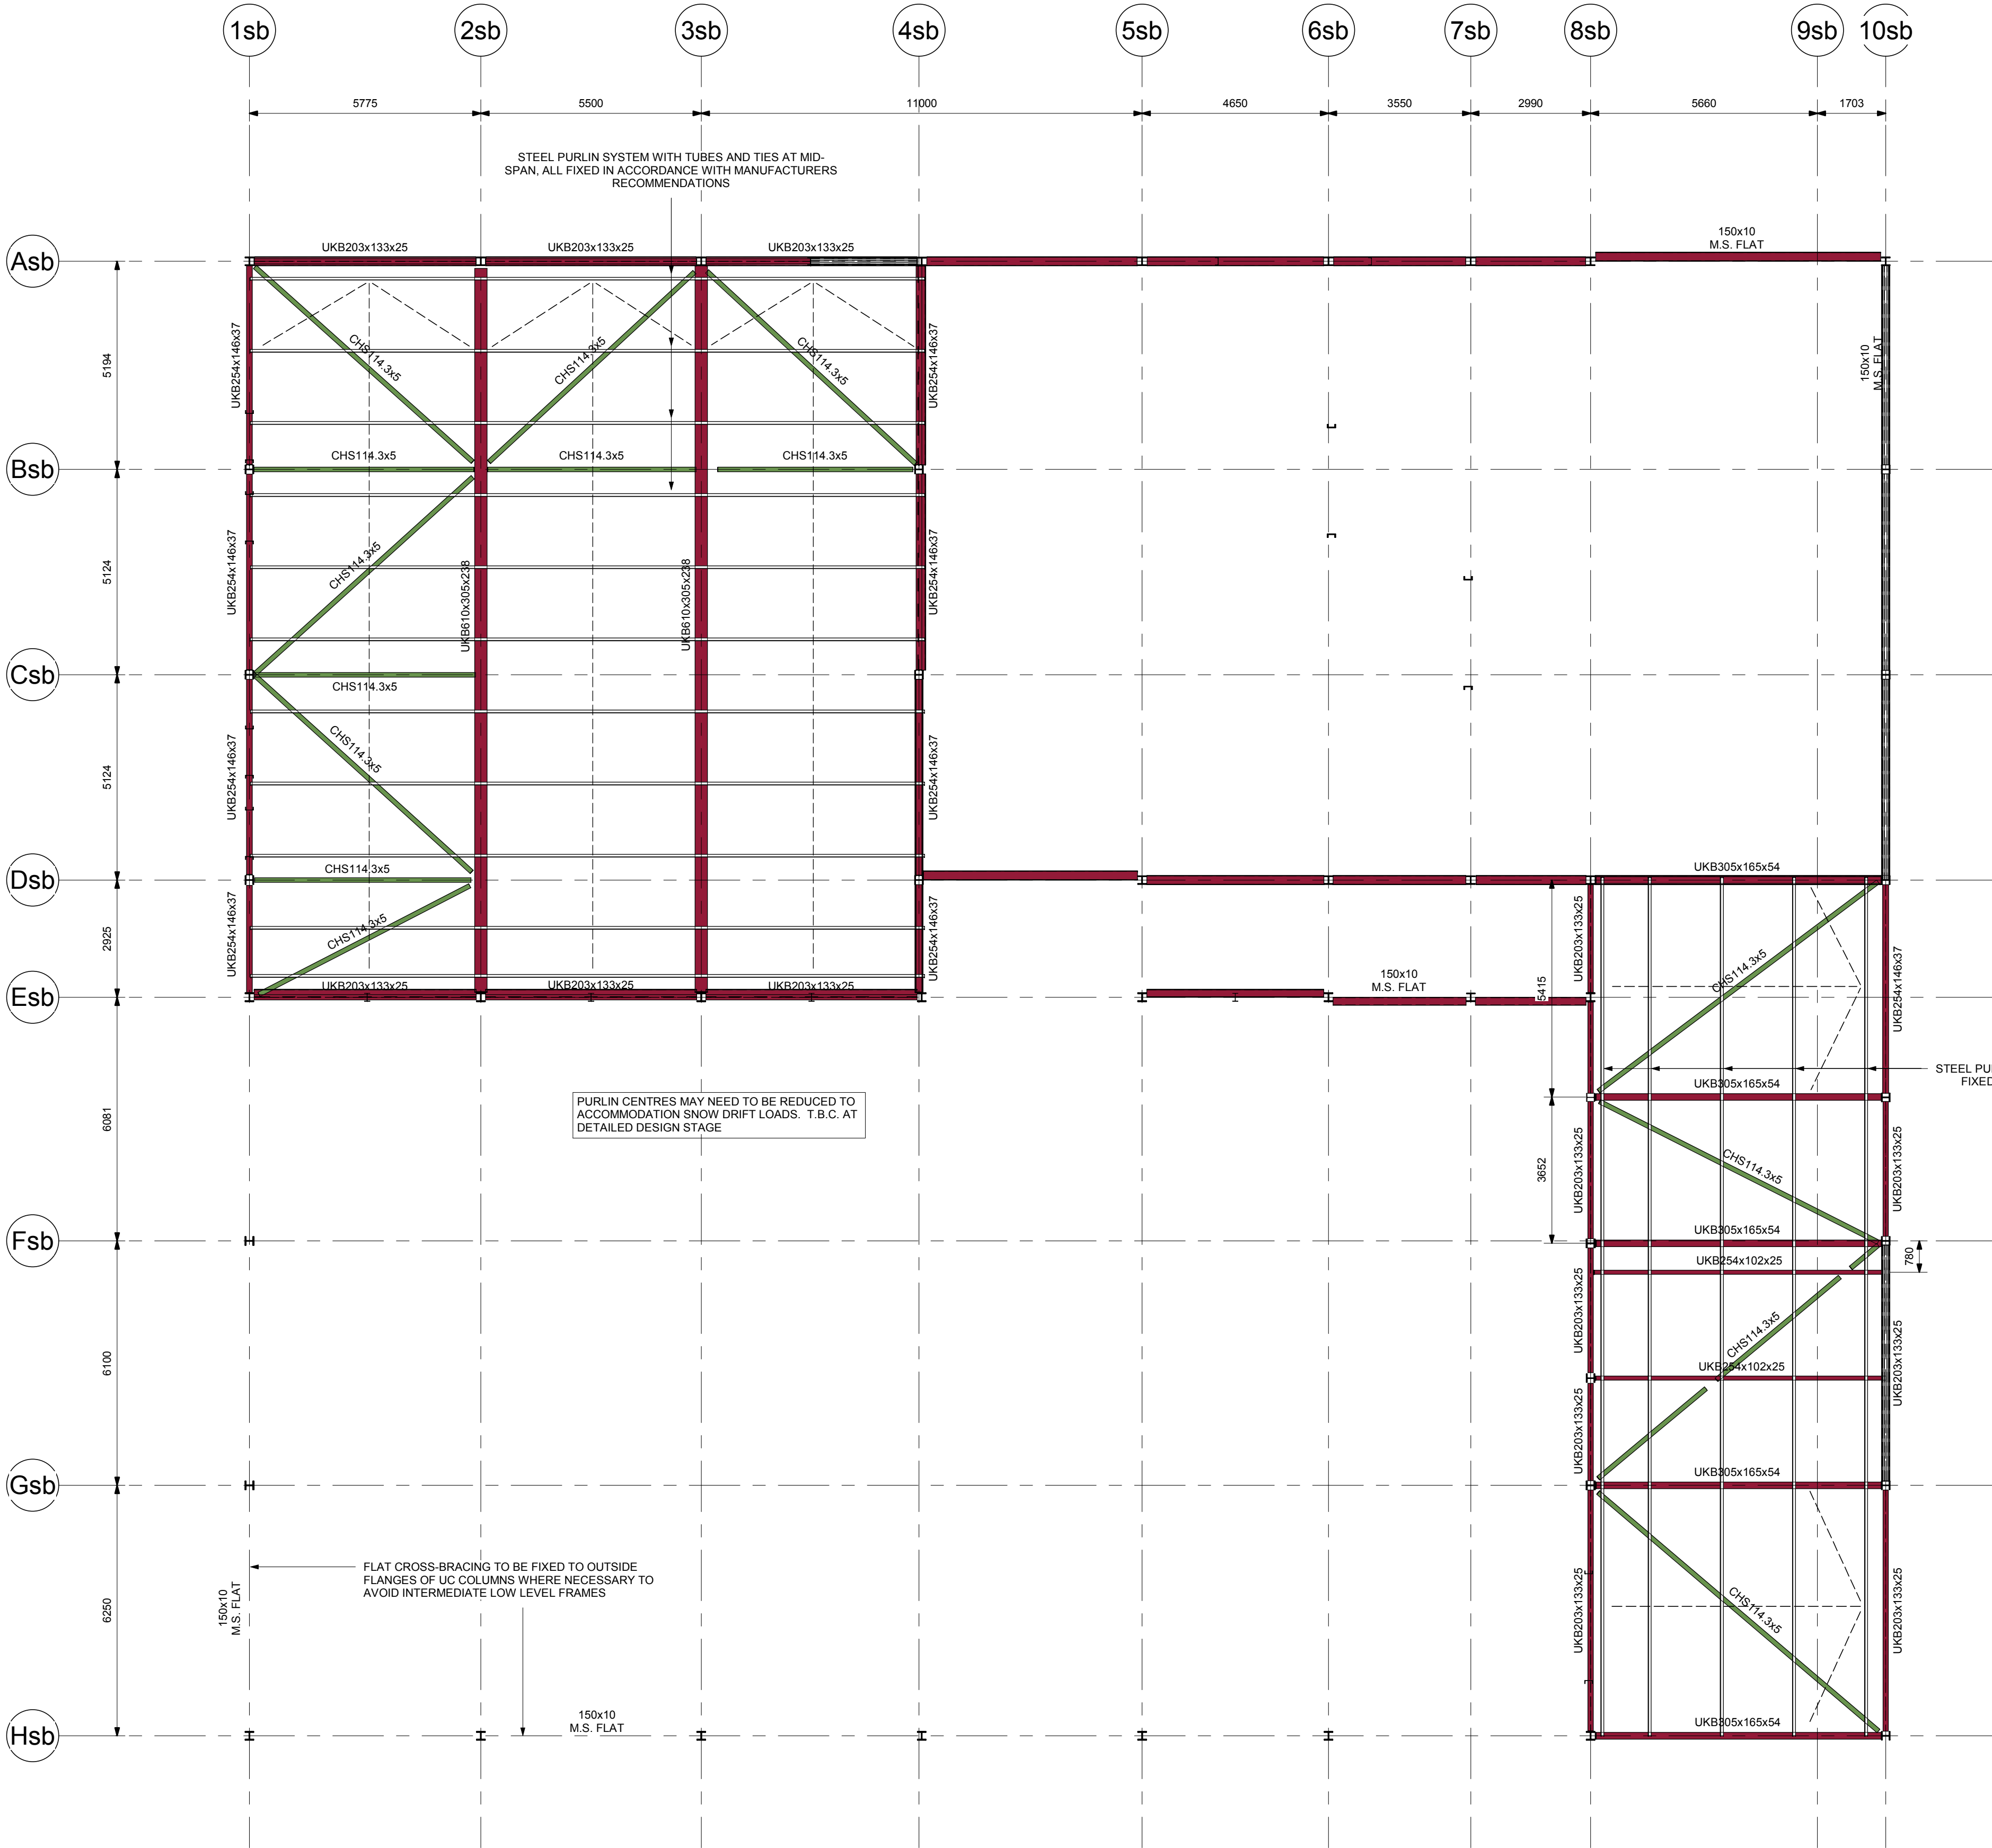 1sb 2sb 3sb 4sb 5sb 6sb 7sb 8sb 9sb 10sb
5775 5500 11000 4650 3550 2990 5660 1703
STEEL PURLIN SYSTEM WITH TUBES AND TIES AT MID-
SPAN, ALL FIXED IN ACCORDANCE WITH MANUFACTURERS
RECOMMENDATIONS
150x10
M.S. FLAT
UKB203x133x25 UKB203x133x25 UKB203x133x25
Asb
UKB254x146x37
CHS114.3x5
CHS114.3x5
CHS114.3x5
UKB254x146x37
150x10
M.S. FLAT
5194
CHS114.3x5 CHS114.3x5 CHS114.3x5
Bsb
5124
UKB254x146x37
CHS114.3x5
UKB610x305x238
UKB610x305x238
UKB254x146x37
Csb
CHS114.3x5
5124
UKB254x146x37
CHS114.3x5
UKB254x146x37
CHS114.3x5
UKB305x165x54
Dsb
2925
UKB254x146x37
CHS114.3x5
UKB254x146x37
UKB203x133x25
CHS114.3x5
UKB254x146x37
150x10
M.S. FLAT
5415
UKB203x133x25 UKB203x133x25 UKB203x133x25
Esb
STEEL PU
FIXED
UKB305x165x54
PURLIN CENTRES MAY NEED TO BE REDUCED TO
ACCOMMODATION SNOW DRIFT LOADS. T.B.C. AT
DETAILED DESIGN STAGE
6081
3652
UKB203x133x25
CHS114.3x5
UKB203x133x25
UKB305x165x54
Fsb
UKB254x102x25
780
UKB203x133x25
CHS114.3x5
6100
UKB254x102x25
UKB203x133x25
UKB203x133x25
UKB305x165x54
Gsb
FLAT CROSS-BRACING TO BE FIXED TO OUTSIDE
FLANGES OF UC COLUMNS WHERE NECESSARY TO
AVOID INTERMEDIATE LOW LEVEL FRAMES
6250
150x10
M.S. FLAT
UKB203x133x25
CHS114.3x5
UKB203x133x25
150x10
M.S. FLAT
UKB305x165x54
Hsb